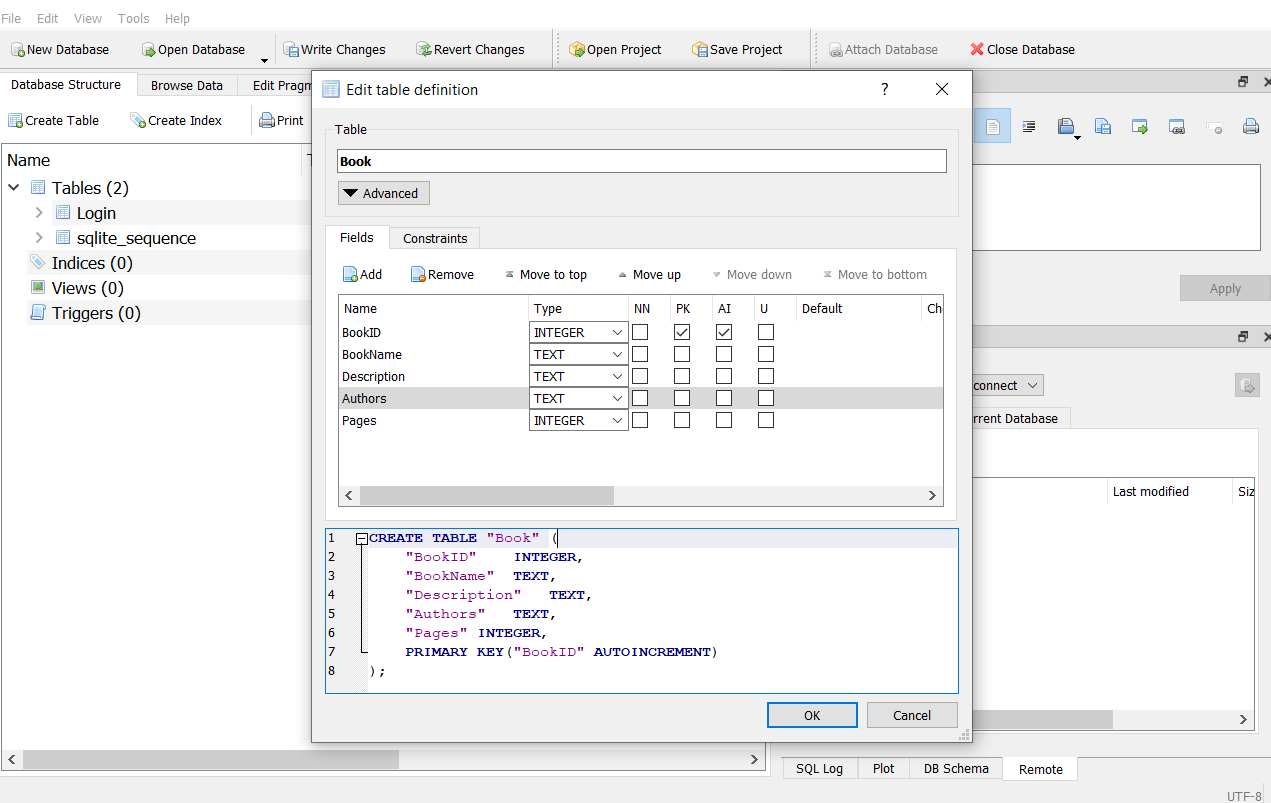 File Edit View Tools Help
New Database Open Database Write Changes Revert Changes Open Project Save Project Attach Database Close Database
Database Structure Browse Data Edit Pragm
Create Table Create Index Print
Name T
Tables (2)
Login
sqlite_sequence
Indices (0)
Views (0)
Triggers (0)
Edit table definition ?
Table
Book
Advanced
Fields Constraints
Add Remove Move to top Move up Move down Move to bottom
Name Type NN PK AI U Default Ch
BookID INTEGER
BookName TEXT
Description TEXT
Authors TEXT
Pages INTEGER
1 CREATE TABLE "Book" (
2 "BookID" INTEGER,
3 "BookName" TEXT,
4 "Description" TEXT,
5 "Authors" TEXT,
6 "Pages" INTEGER,
7 PRIMARY KEY("BookID" AUTOINCREMENT)
8 );
OK Cancel
Apply
connect
rrent Database
Last modified Siz
SQL Log Plot DB Schema Remote
UTF-8